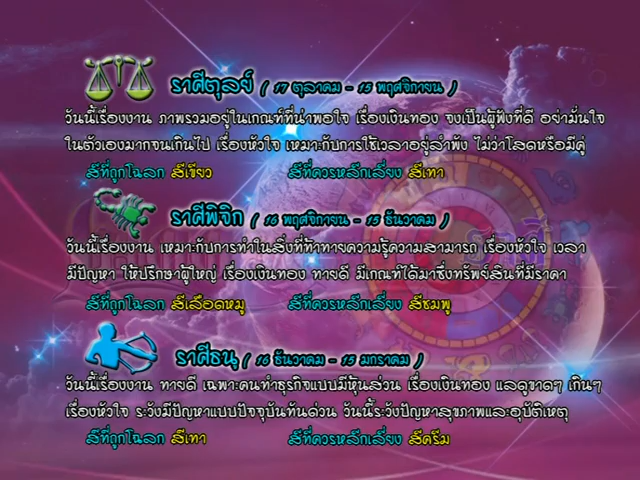 ราศีตุลย์ ( 17 ตุลาคม - 15 พฤศจิกายน )
วันนี้เรื่องงาน ภาพรวมอยู่ในเกณฑ์ที่น่าพอใจ เรื่องเงินทอง จงเป็นผู้ฟังที่ดี อย่ามั่นใจ
ในตัวเองมากจนเกินไป เรื่องหัวใจ เหมาะกับการใช้เวลาอยู่ลำพัง ไม่ว่าโสดหรือมีคู่
สีที่ถูกโฉลก สีเขียว สีที่ควรหลีกเลี่ยง สีเทา
ราศีพิจิก ( 16 พฤศจิกายน - 15 ธันวาคม )
วันนี้เรื่องงาน เหมาะกับการทำในสิ่งที่ท้าทายความรู้ความสามารถ เรื่องหัวใจ เวลา
มีปัญหา ให้ปรึกษาผู้ใหญ่ เรื่องเงินทอง ทายดี มีเกณฑ์ได้มาซึ่งทรัพย์สินที่มีราคา
สีที่ถูกโฉลก สีเลือดหมู สีที่ควรหลีกเลี่ยง สีชมพู
ราศีธนู ( 16 ธันวาคม - 15 มกราคม )
วันนี้เรื่องงาน ทายดี เฉพาะคนทำธุรกิจแบบมีหุ้นส่วน เรื่องเงินทอง แลดูขาดๆ เกินๆ
เรื่องหัวใจ ระวังมีปัญหาแบบปัจจุบันทันด่วน วันนี้ระวังปัญหาสุขภาพและอุบัติเหตุ
สีที่ถูกโฉลก สีเทา สีที่ควรหลีกเลี่ยง สีครีม